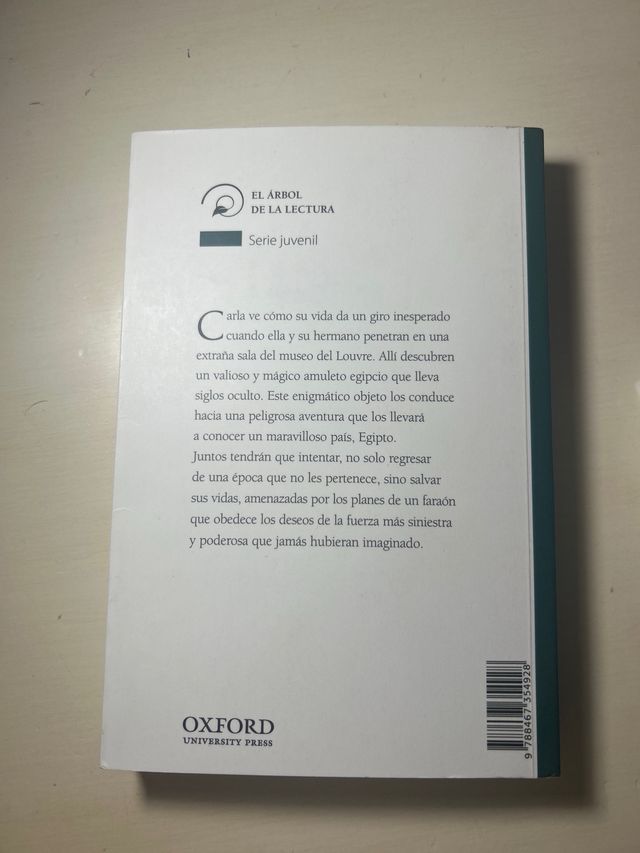 EL ÁRBOL
DE LA LECTURA
Serie juvenil
Carla ve cómo su vida da un giro inesperado
cuando ella y su hermano penetran en una
extraña sala del museo del Louvre. Allí descubren
un valioso y mágico amuleto egipcio que lleva
siglos oculto. Este enigmático objeto los conduce
hacia una peligrosa aventura que los llevará
a conocer un maravilloso país, Egipto.
Juntos tendrán que intentar, no solo regresar
de una época que no les pertenece, sino salvar
sus vidas, amenazadas por los planes de un faraón
que obedece los deseos de la fuerza más siniestra
y poderosa que jamás hubieran imaginado.
OXFORD
UNIVERSITY PRESS
9 788467 354928